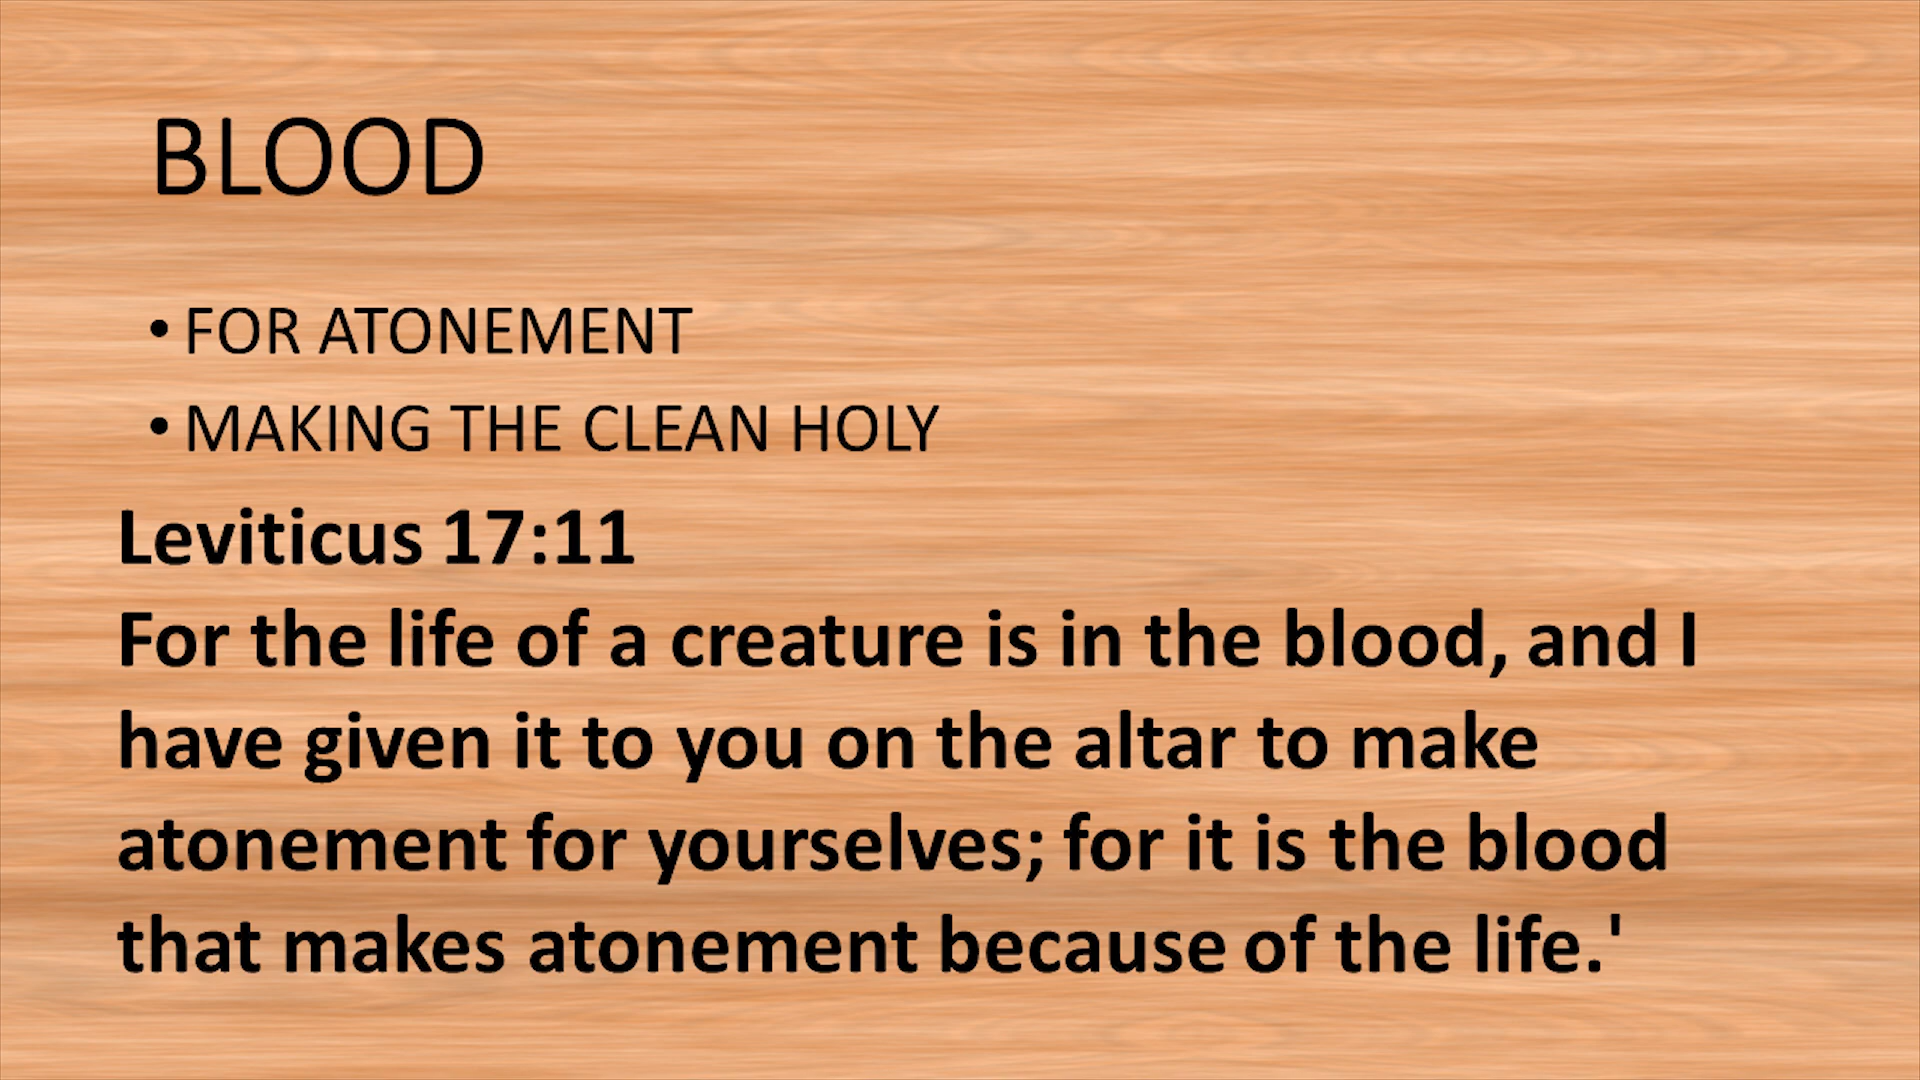 BLOOD
• FOR ATONEMENT
• MAKING THE CLEAN HOLY
Leviticus 17:11
For the life of a creature is in the blood, and I
have given it to you on the altar to make
atonement for yourselves; for it is the blood
that makes atonement because of the life.'